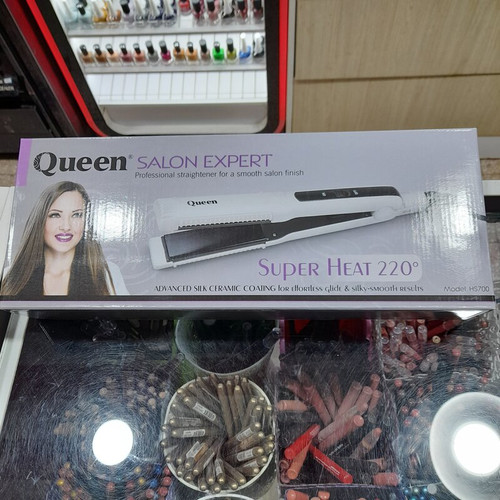 Queen® SALON EXPERT
Professional straightener for a smooth salon finish
Queen
SUPER HEAT 220°
ADVANCED SILK CERAMIC COATING for effortless glide & silky-smooth results
Model: HS700